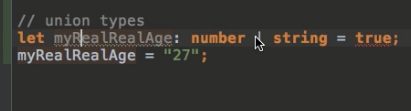 // union types
let myRealRealAge: number | string = true;
myRealRealAge = "27";